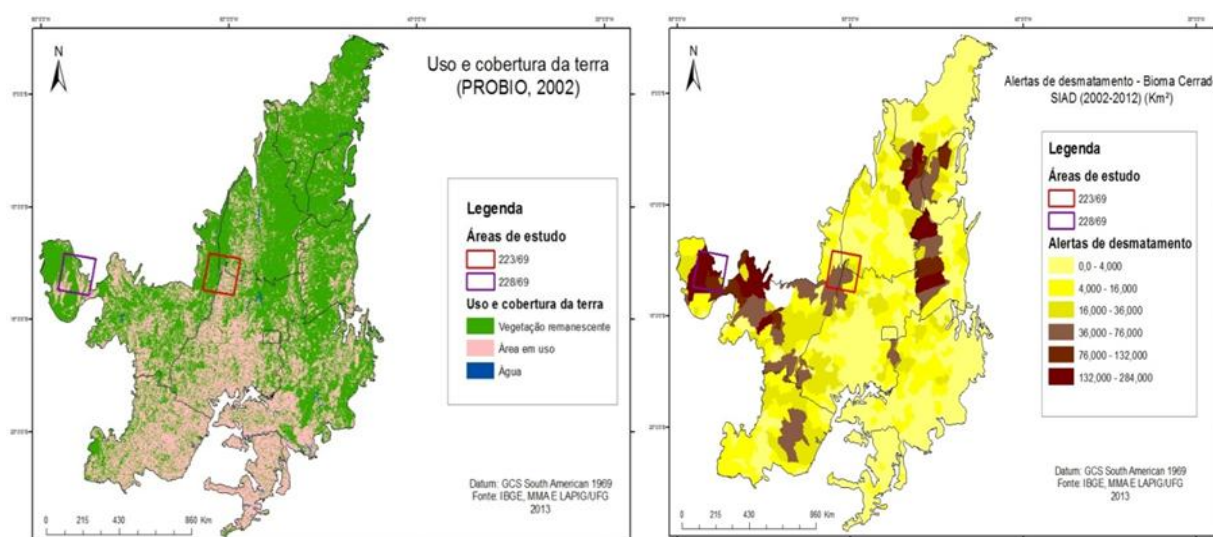 Uso e cobertura da terra
(PROBIO, 2002)
N
Legenda
Áreas de estudo
223/69
228/69
Uso e cobertura da terra
Vegetação remanescente
Área em uso
Água
Datum: GCS South American 1969
Fonte: IBGE, MMA E LAPIG/UFG
2013
0 215 430 860 Km
Alertas de desmatamento - Bioma Cerrado
SIAD (2002-2012) (Km²)
N
Legenda
Áreas de estudo
223/69
228/69
Alertas de desmatamento
0,0 - 4,000
4,000 - 16,000
16,000 - 36,000
36,000 - 76,000
76,000 - 132,000
132,000 - 284,000
Datum: GCS South American 1969
Fonte: IBGE, MMA E LAPIG/UFG
2013
0 215 430 860 Km